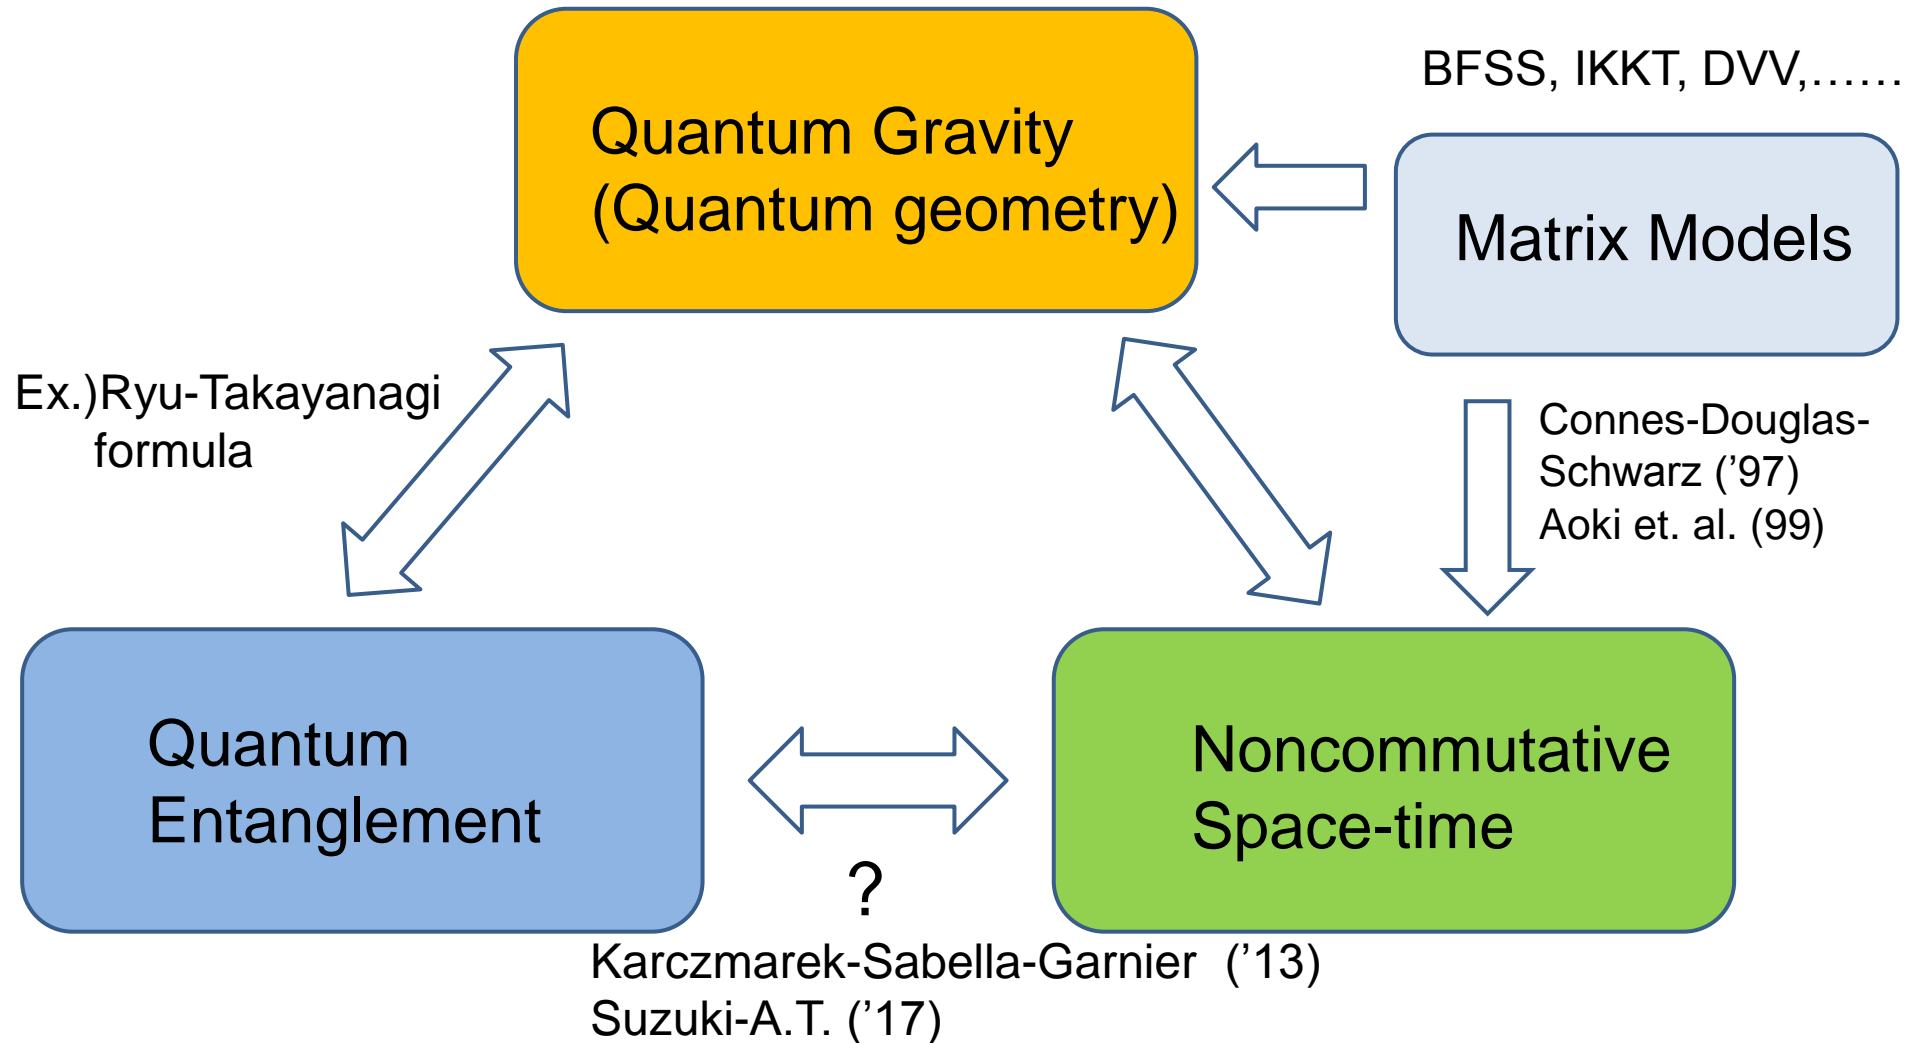 BFSS, IKKT, DVV,……
Quantum Gravity
(Quantum geometry)
Matrix Models
Ex.)Ryu-Takayanagi
formula
Connes-Douglas-
Schwarz (’97)
Aoki et. al. (99)
Quantum
Entanglement
Noncommutative
Space-time
?
Karczmarek-Sabella-Garnier (’13)
Suzuki-A.T. (’17)